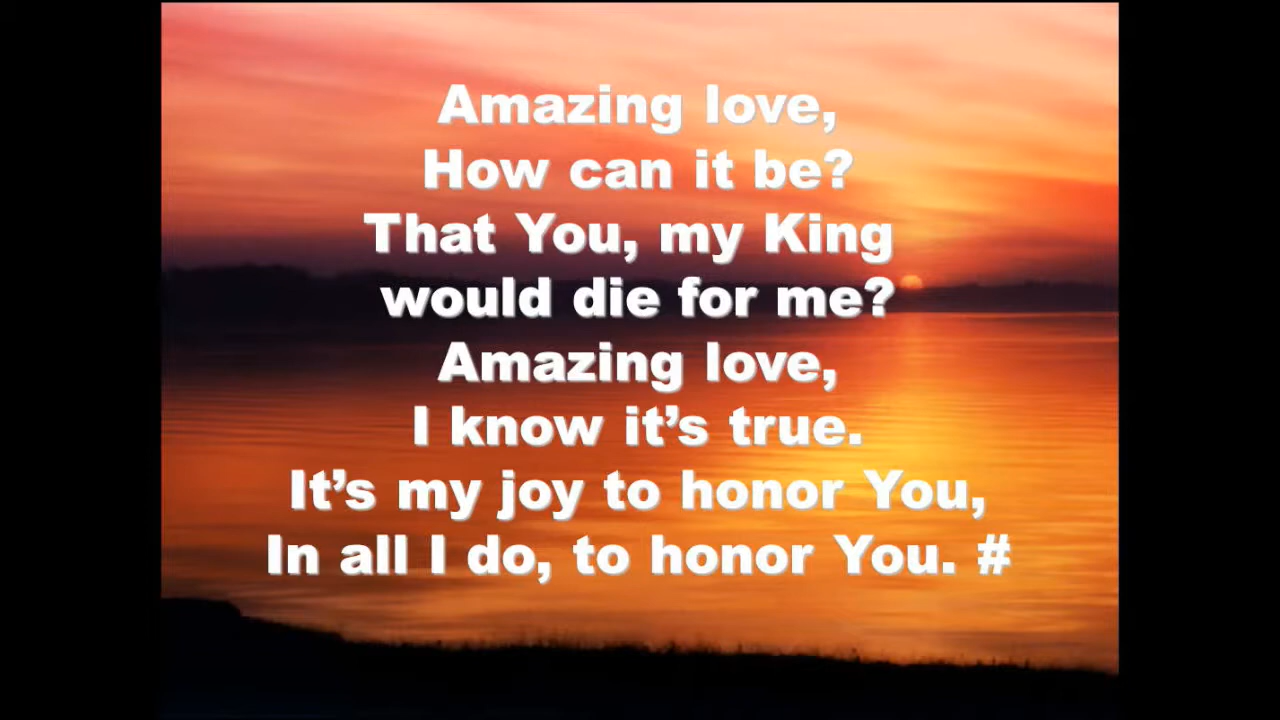 Amazing love,
How can it be?
That You, my King
would die for me?
Amazing love,
I know it’s true.
It’s my joy to honor You,
In all I do, to honor You. #